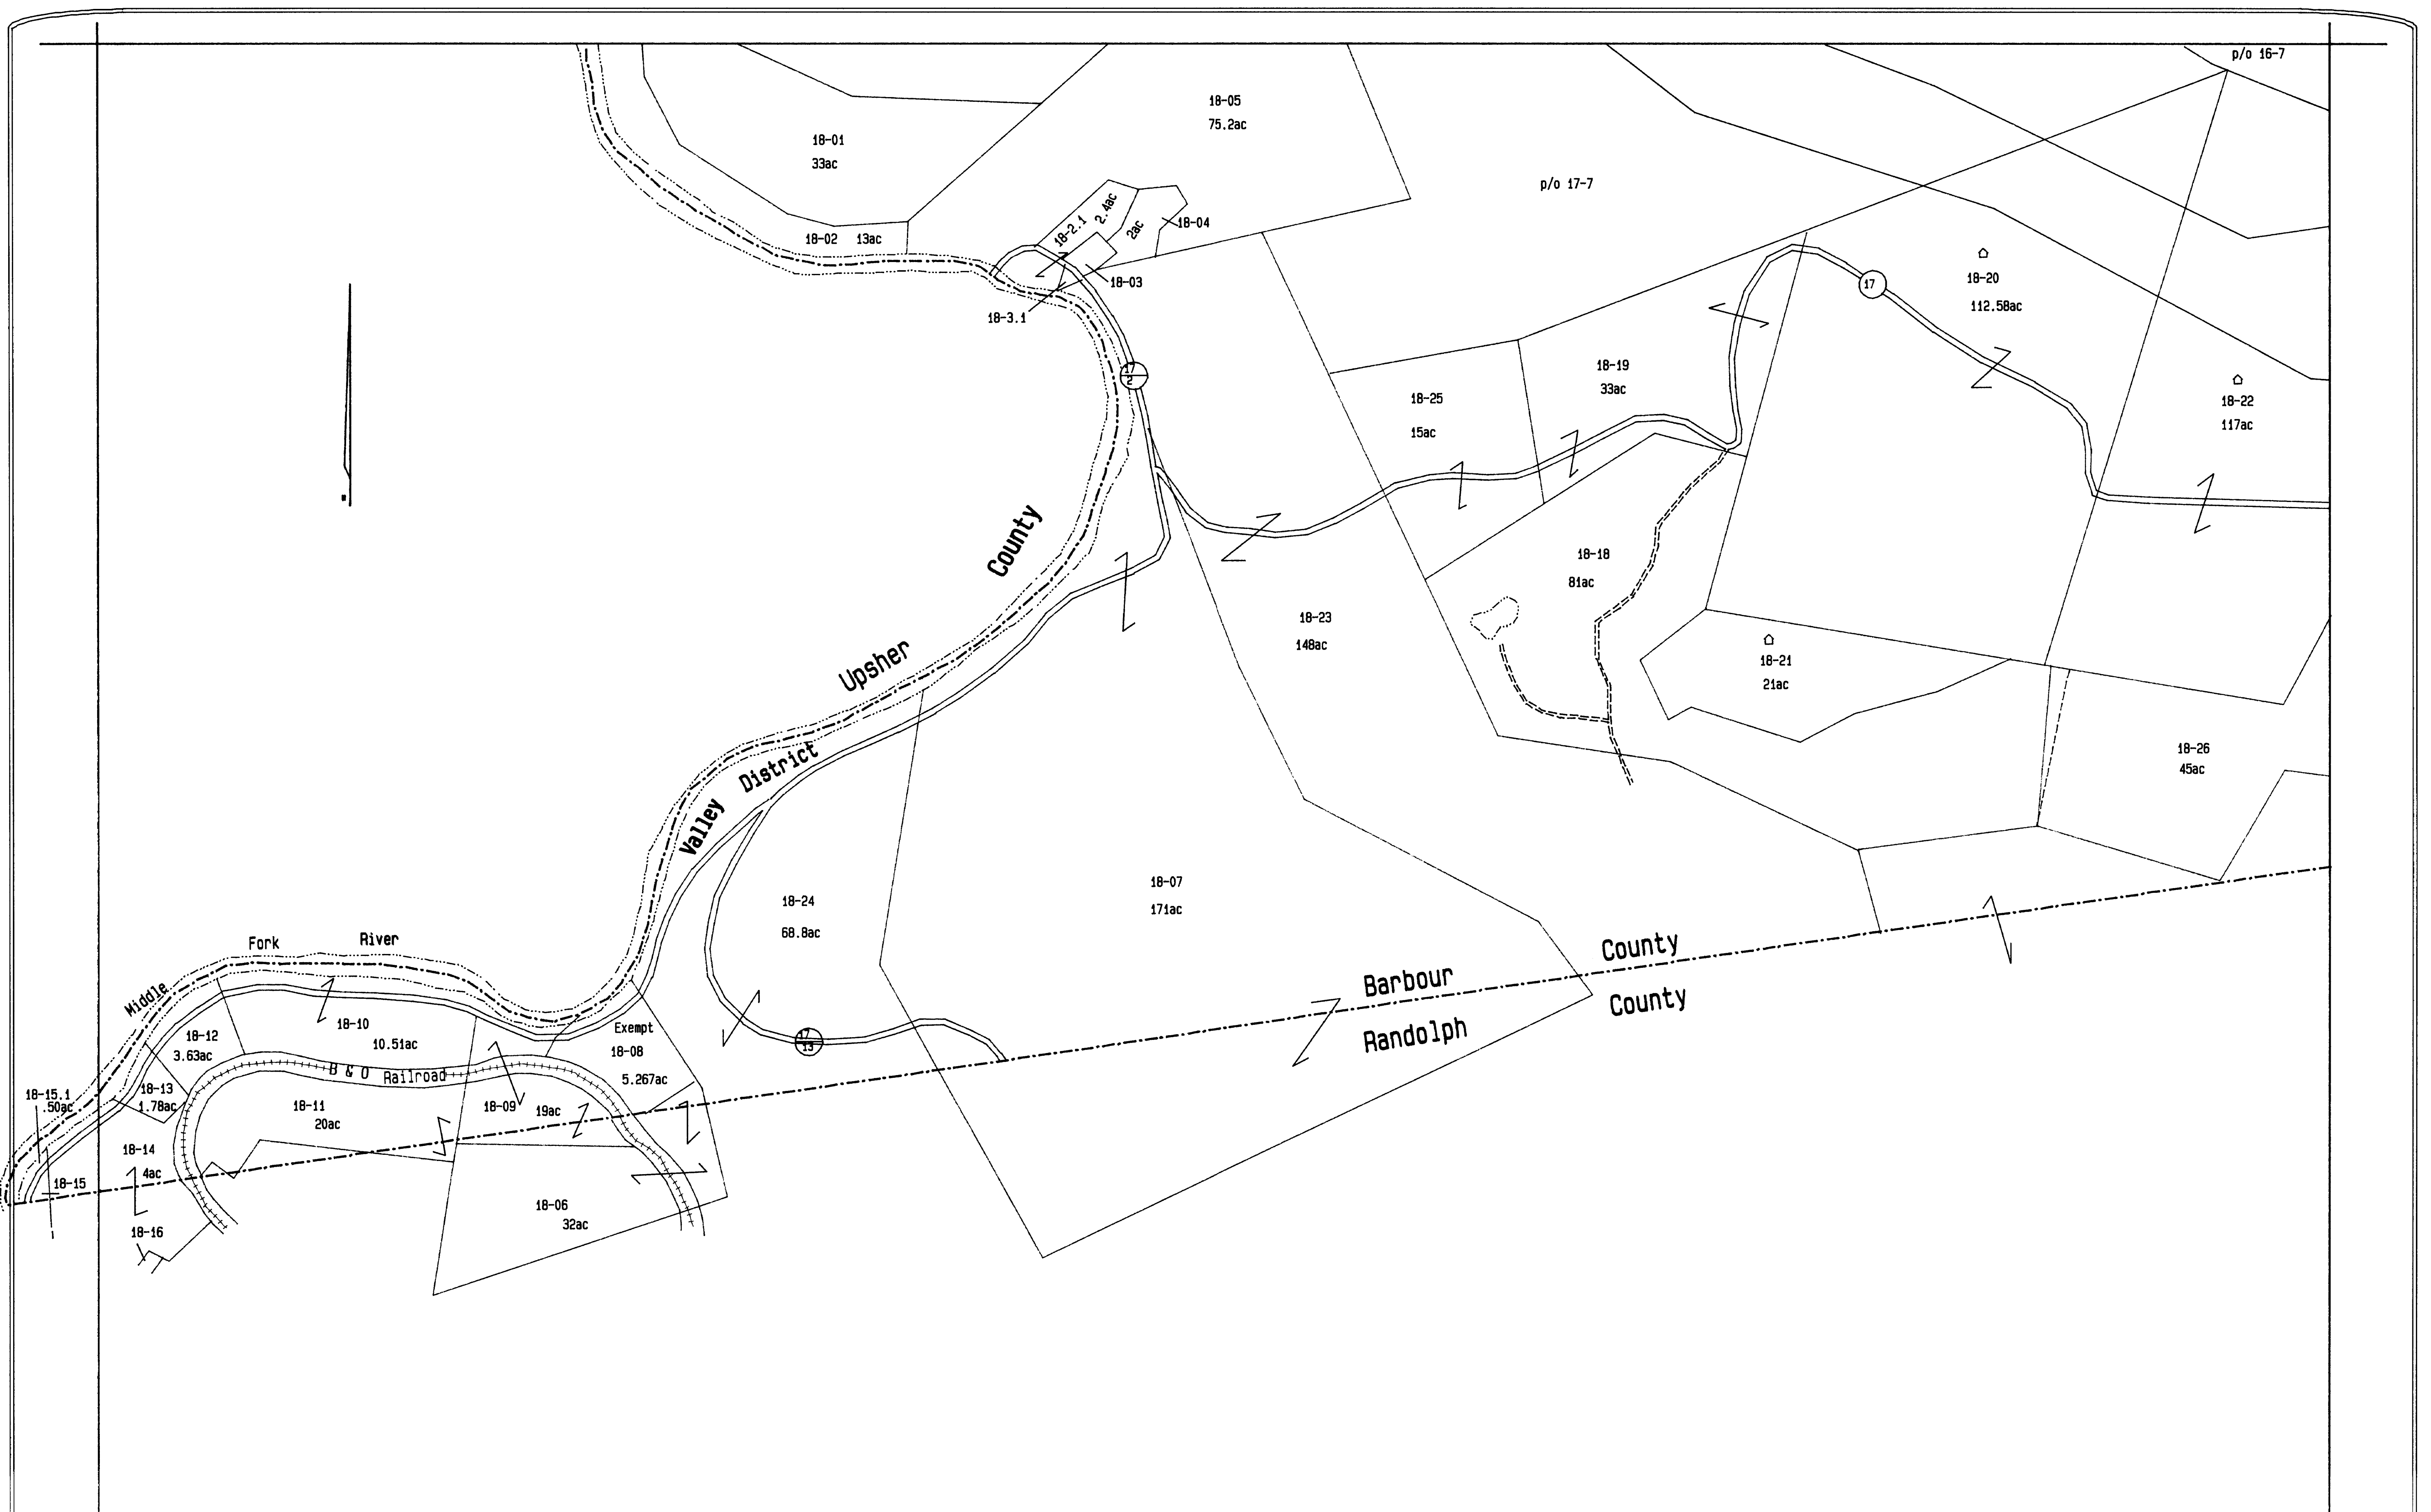 p/o 16-7
18-05
75.2ac
18-01
33ac
p/o 17-7
18-2.1 2.4ac
2ac
18-04
18-02 13ac
18-03
18-3.1
17
18-20
112.58ac
17
2
18-19
33ac
18-25
15ac
18-22
117ac
County
Upsher
18-18
81ac
18-23
148ac
18-21
21ac
18-26
45ac
Valley District
18-24
68.8ac
18-07
171ac
Middle Fork River
Barbour County
Randolph County
17
13
18-10
10.51ac
Exempt
18-08
5.267ac
18-12
3.63ac
B & O Railroad
18-13
1.78ac
18-15.1
.50ac
18-11
20ac
18-09 19ac
18-14
4ac
18-15
18-06
32ac
18-16